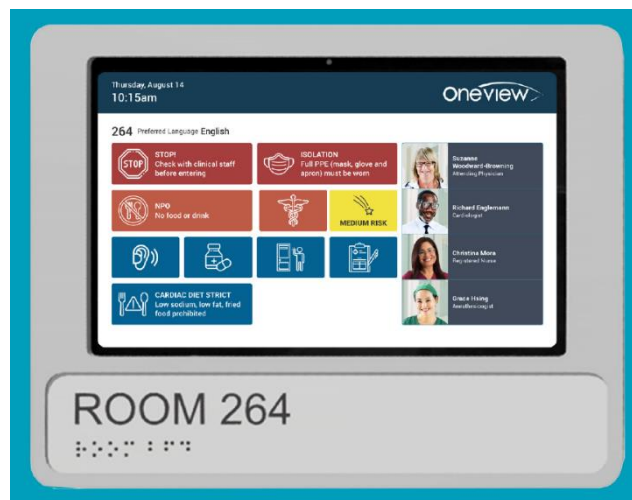 Thursday, August 14
10:15am
oneview
264 Preferred Language English
STOP
STOP!
Check with clinical staff
before entering
ISOLATION
Full PPE (mask, glove and
apron) must be worn
NPO
No food or drink
MEDIUM RISK
CARDIAC DIET STRICT
Low sodium, low fat, fried
food prohibited
Suzanne
Woodward-Browning
Attending Physician
Richard Englemann
Cardiologist
Christina Mora
Registered Nurse
Grace Hsing
Anesthesiologist
ROOM 264
⠗⠕⠕⠍ ⠃⠋⠙